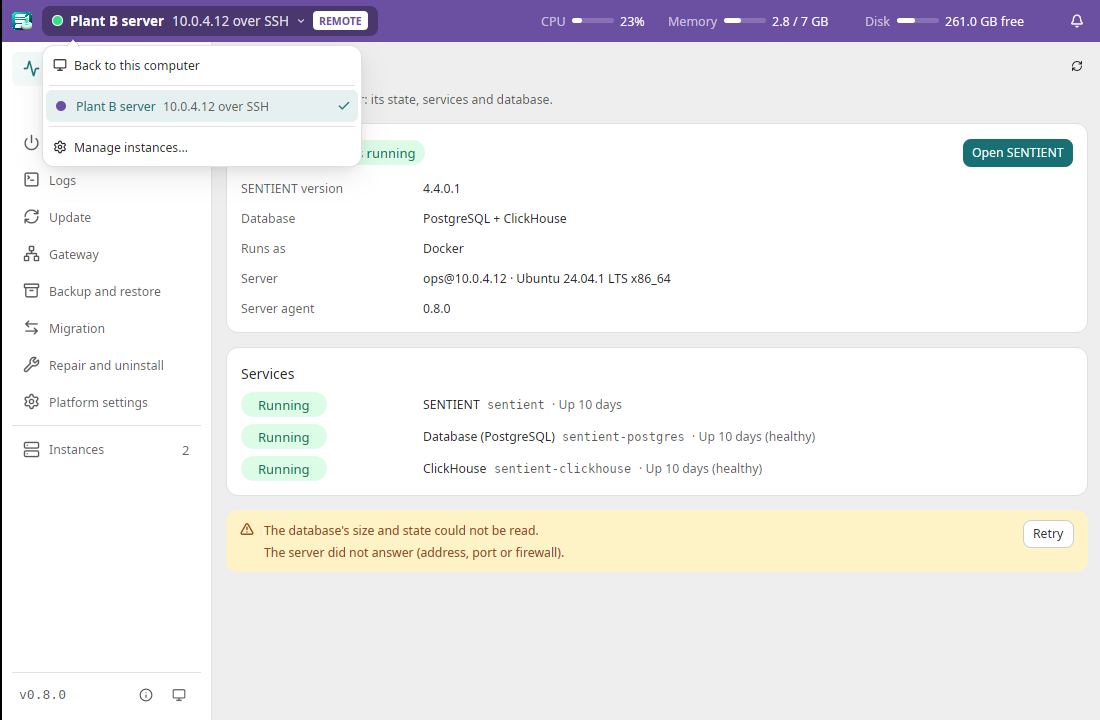 Plant B server 10.0.4.12 over SSH REMOTE CPU 23% Memory 2.8 / 7 GB Disk 261.0 GB free
Back to this computer
Plant B server 10.0.4.12 over SSH
Manage instances...
: its state, services and database.
running
Open SENTIENT
SENTIENT version 4.4.0.1
Database PostgreSQL + ClickHouse
Runs as Docker
Server ops@10.0.4.12 · Ubuntu 24.04.1 LTS x86_64
Server agent 0.8.0
Logs
Update
Gateway
Backup and restore
Migration
Repair and uninstall
Platform settings
Instances 2
Services
Running SENTIENT sentient · Up 10 days
Running Database (PostgreSQL) sentient-postgres · Up 10 days (healthy)
Running ClickHouse sentient-clickhouse · Up 10 days (healthy)
The database's size and state could not be read.
The server did not answer (address, port or firewall).
Retry
v0.8.0